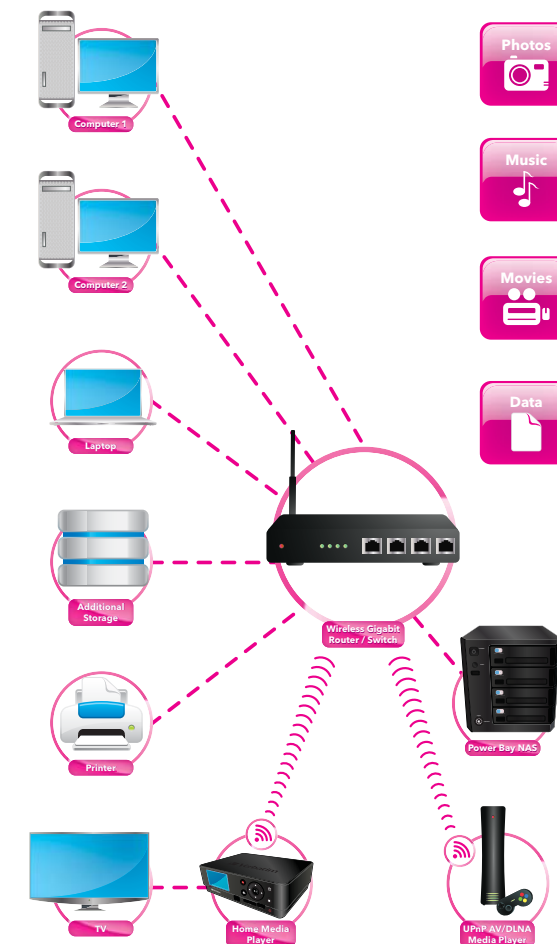 Photos
Computer 1
Music
Computer 2
Movies
Data
Laptop
Additional
Storage
Wireless Gigabit
Router / Switch
Power Bay NAS
Printer
TV
Home Media
Player
UPnP AV/DLNA
Media Player